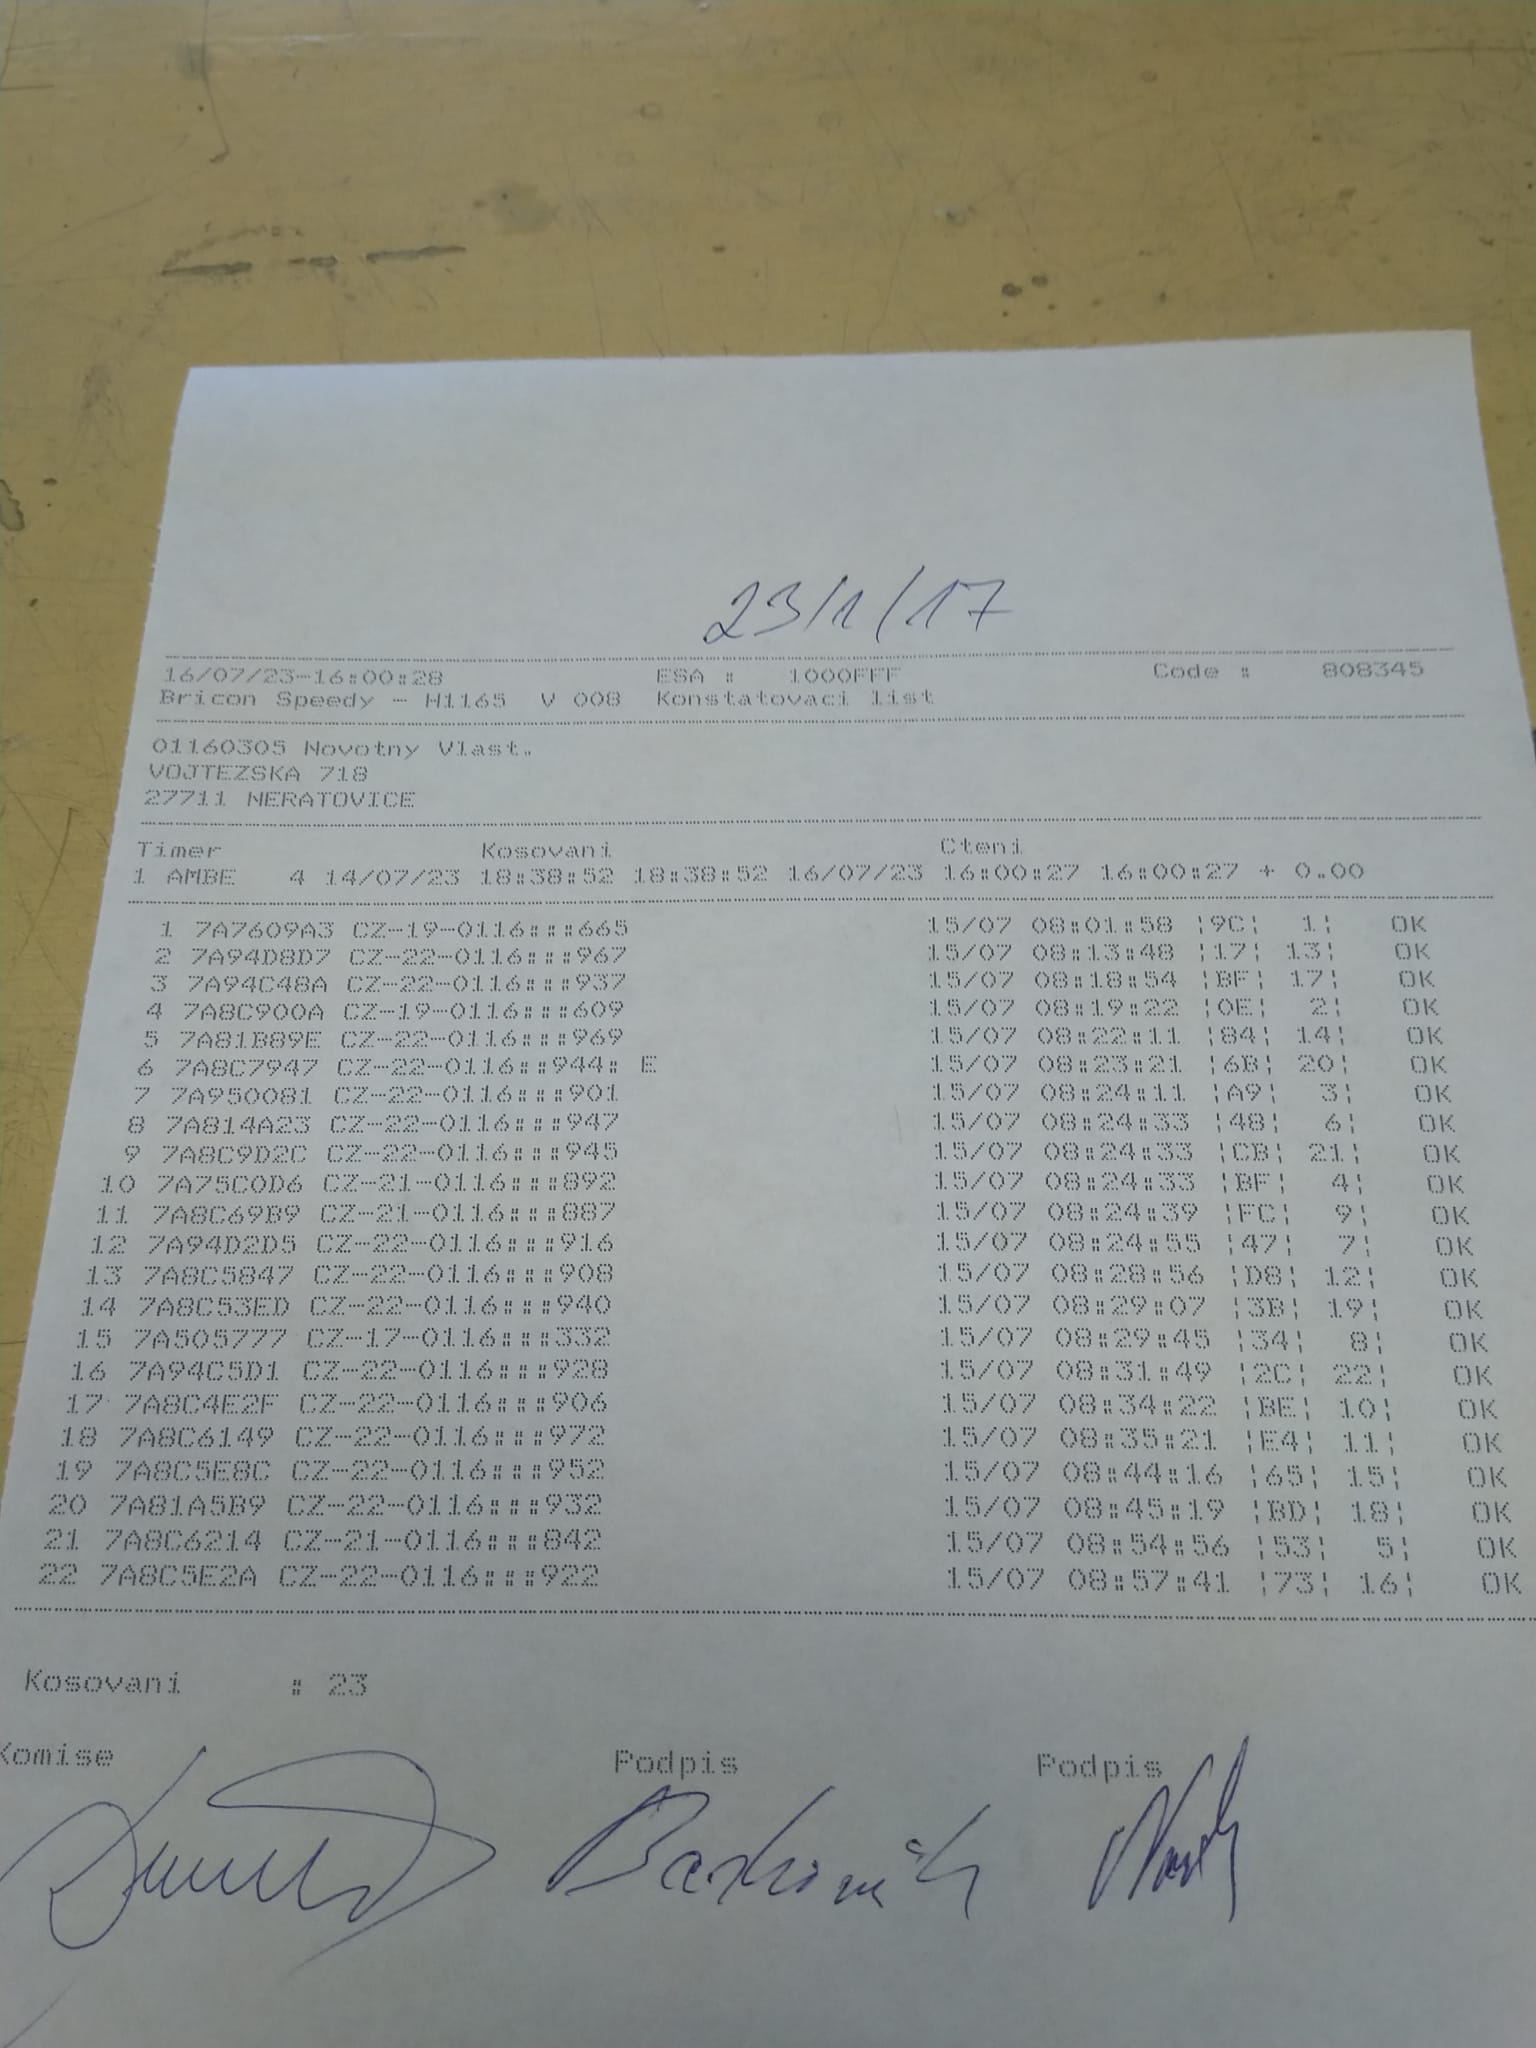 23/1/17
16/07/23-16:00:28 ESA : 1000FFF Code : 808345
Bricon Speedy - H1165 V 008 Konstatovaci list
01160305 Novotny Vlast.
VOJTEZSKA 718
27711 NERATOVICE
Timer Kosovani Cteni
1 AMBE 4 14/07/23 18:38:52 18:38:52 16/07/23 16:00:27 16:00:27 + 0.00
1 7A7609A3 CZ-19-0116:::665 15/07 08:01:58 ¦9C¦ 1¦ OK
2 7A94D8D7 CZ-22-0116:::967 15/07 08:13:48 ¦17¦ 13¦ OK
3 7A94C48A CZ-22-0116:::937 15/07 08:18:54 ¦BF¦ 17¦ OK
4 7A8C900A CZ-19-0116:::609 15/07 08:19:22 ¦0E¦ 2¦ OK
5 7A81B89E CZ-22-0116:::969 15/07 08:22:11 ¦84¦ 14¦ OK
6 7A8C7947 CZ-22-0116:::944: E 15/07 08:23:21 ¦6B¦ 20¦ OK
7 7A950081 CZ-22-0116:::901 15/07 08:24:11 ¦A9¦ 3¦ OK
8 7A814A23 CZ-22-0116:::947 15/07 08:24:33 ¦48¦ 6¦ OK
9 7A8C9D2C CZ-22-0116:::945 15/07 08:24:33 ¦CB¦ 21¦ OK
10 7A75C0D6 CZ-21-0116:::892 15/07 08:24:33 ¦BF¦ 4¦ OK
11 7A8C69B9 CZ-21-0116:::887 15/07 08:24:39 ¦FC¦ 9¦ OK
12 7A94D2D5 CZ-22-0116:::916 15/07 08:24:55 ¦47¦ 7¦ OK
13 7A8C5847 CZ-22-0116:::908 15/07 08:28:56 ¦D8¦ 12¦ OK
14 7A8C53ED CZ-22-0116:::940 15/07 08:29:07 ¦3B¦ 19¦ OK
15 7A505777 CZ-17-0116:::332 15/07 08:29:45 ¦34¦ 8¦ OK
16 7A94C5D1 CZ-22-0116:::928 15/07 08:31:49 ¦2C¦ 22¦ OK
17 7A8C4E2F CZ-22-0116:::906 15/07 08:34:22 ¦BE¦ 10¦ OK
18 7A8C6149 CZ-22-0116:::972 15/07 08:35:21 ¦E4¦ 11¦ OK
19 7A8C5E8C CZ-22-0116:::952 15/07 08:44:16 ¦65¦ 15¦ OK
20 7A81A5B9 CZ-22-0116:::932 15/07 08:45:19 ¦BD¦ 18¦ OK
21 7A8C6214 CZ-21-0116:::842 15/07 08:54:56 ¦53¦ 5¦ OK
22 7A8C5E2A CZ-22-0116:::922 15/07 08:57:41 ¦73¦ 16¦ OK
Kosovani : 23
Komise Podpis Podpis